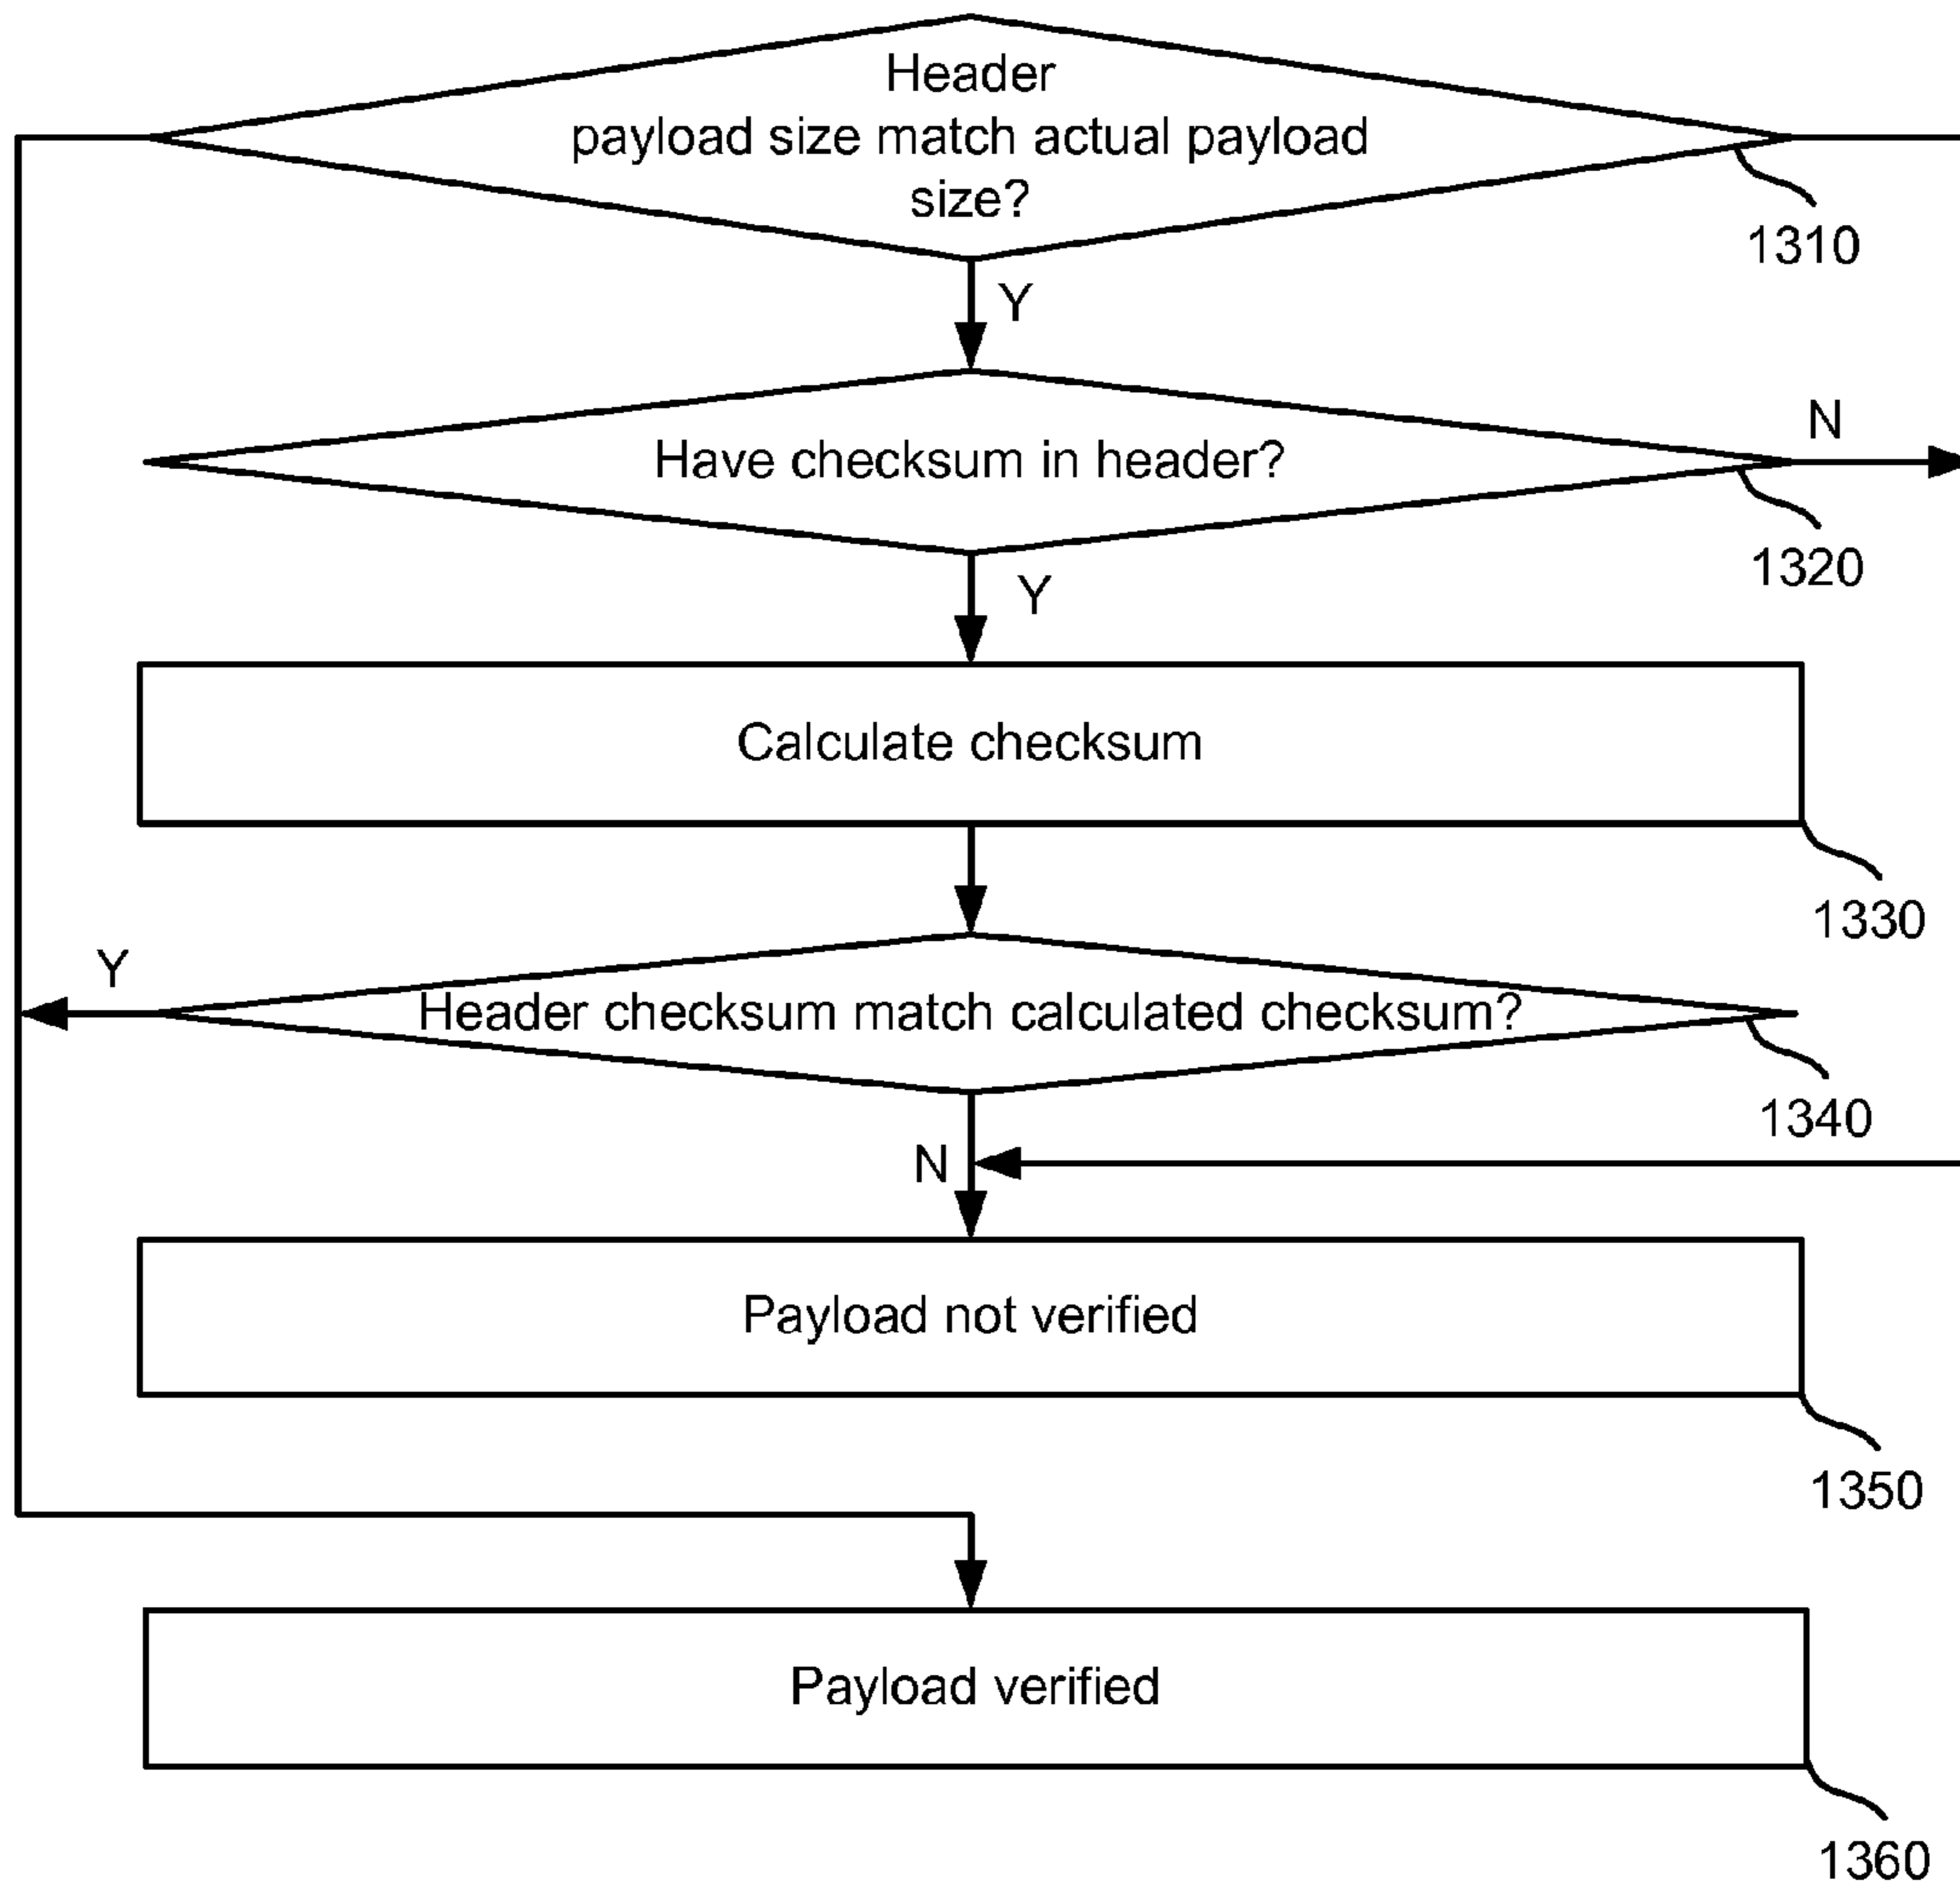 Header
payload size match actual payload
size?
1310
Y
Have checksum in header?
N
1320
Y
Calculate checksum
1330
Y
Header checksum match calculated checksum?
1340
N
Payload not verified
1350
Payload verified
1360